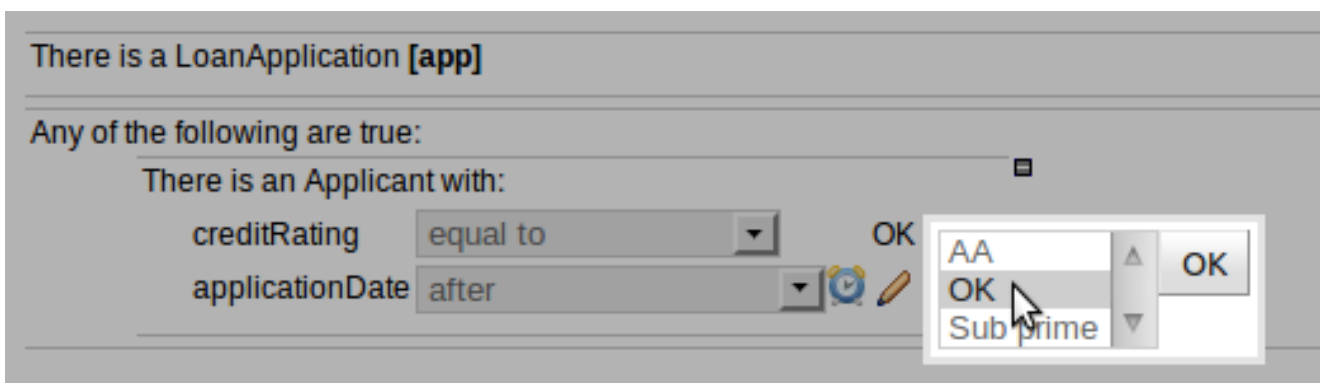 There is a LoanApplication [app]
Any of the following are true:
There is an Applicant with:
creditRating equal to OK
applicationDate after
AA
OK
Sub prime
OK